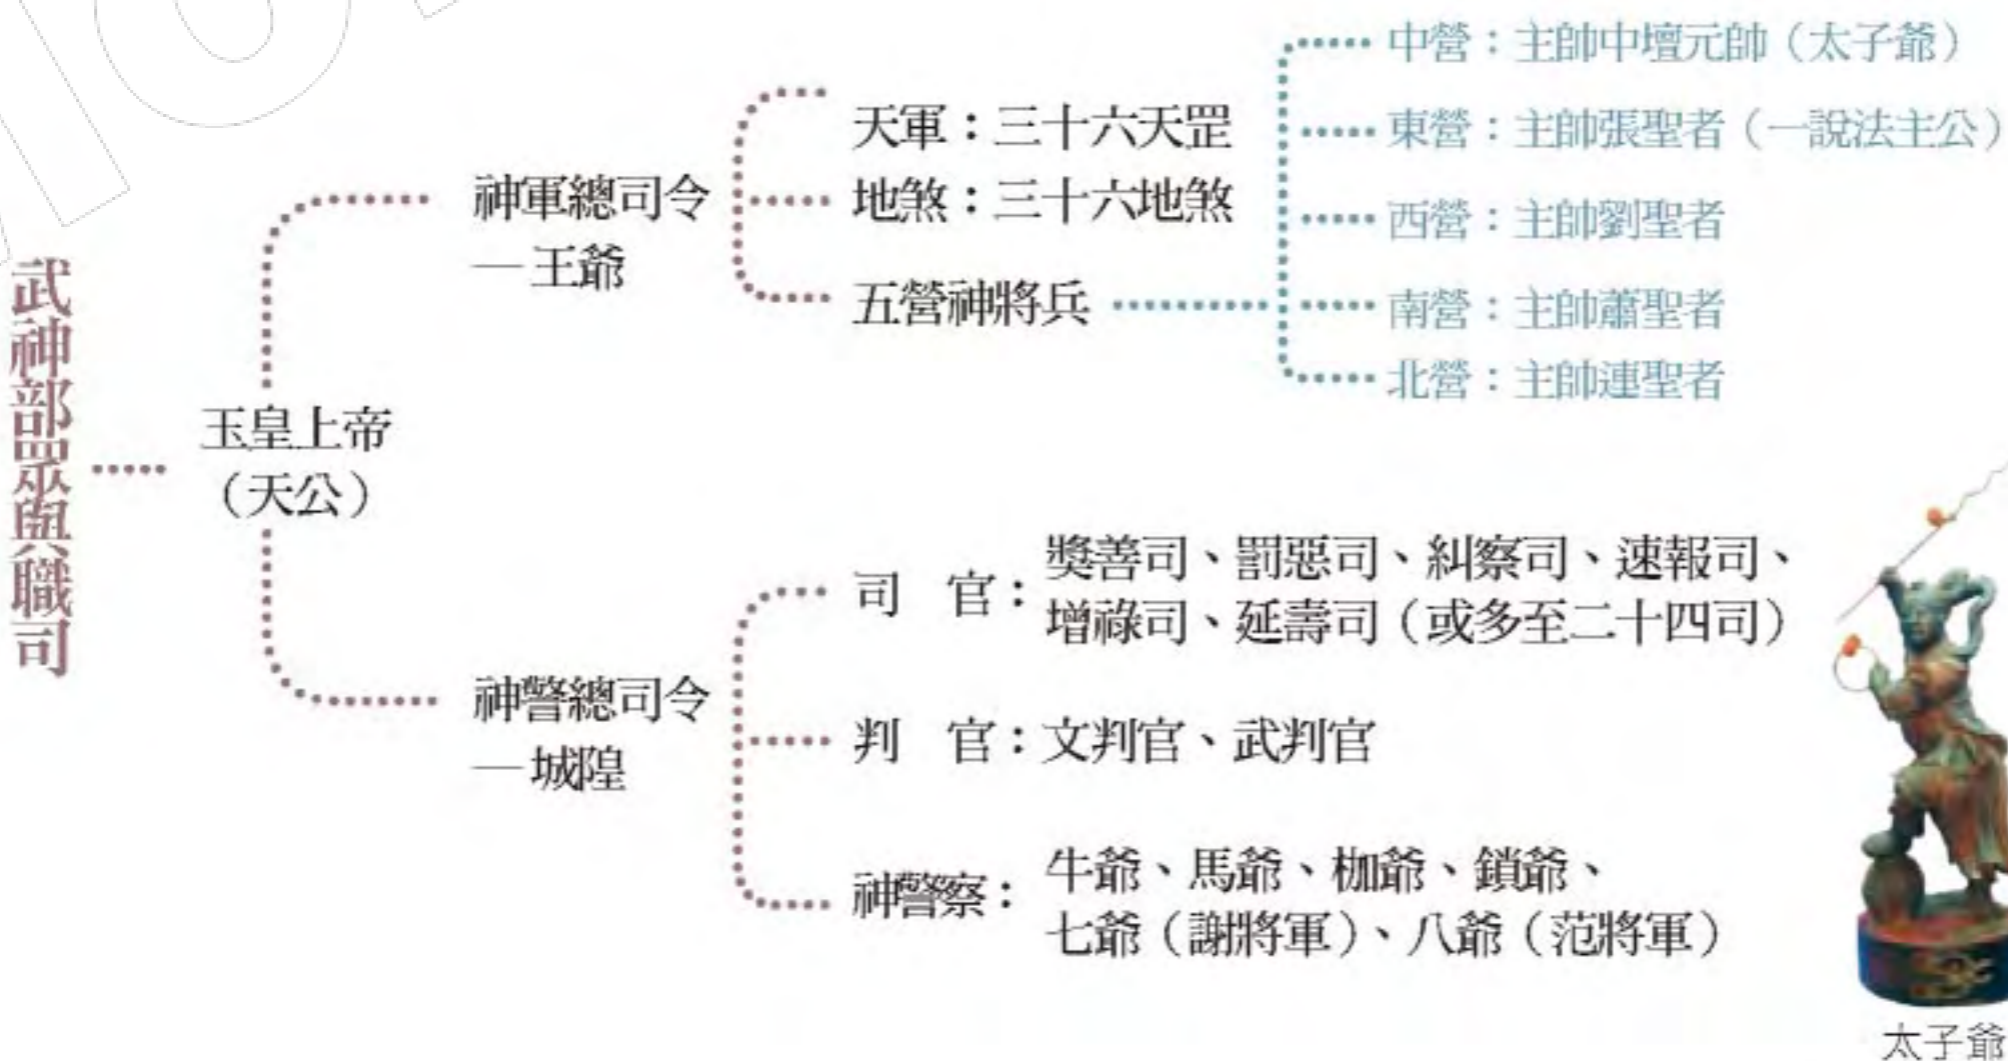 武神部眾與職司
玉皇上帝
（天公）
神軍總司令
—王爺
天軍：三十六天罡
地煞：三十六地煞
五營神將兵
中營：主帥中壇元帥（太子爺）
東營：主帥張聖者（一說法主公）
西營：主帥劉聖者
南營：主帥蕭聖者
北營：主帥連聖者
神警總司令
—城隍
司　官：獎善司、罰惡司、糾察司、速報司、
增祿司、延壽司（或多至二十四司）
判　官：文判官、武判官
神警察：牛爺、馬爺、枷爺、鎖爺、
七爺（謝將軍）、八爺（范將軍）
太子爺